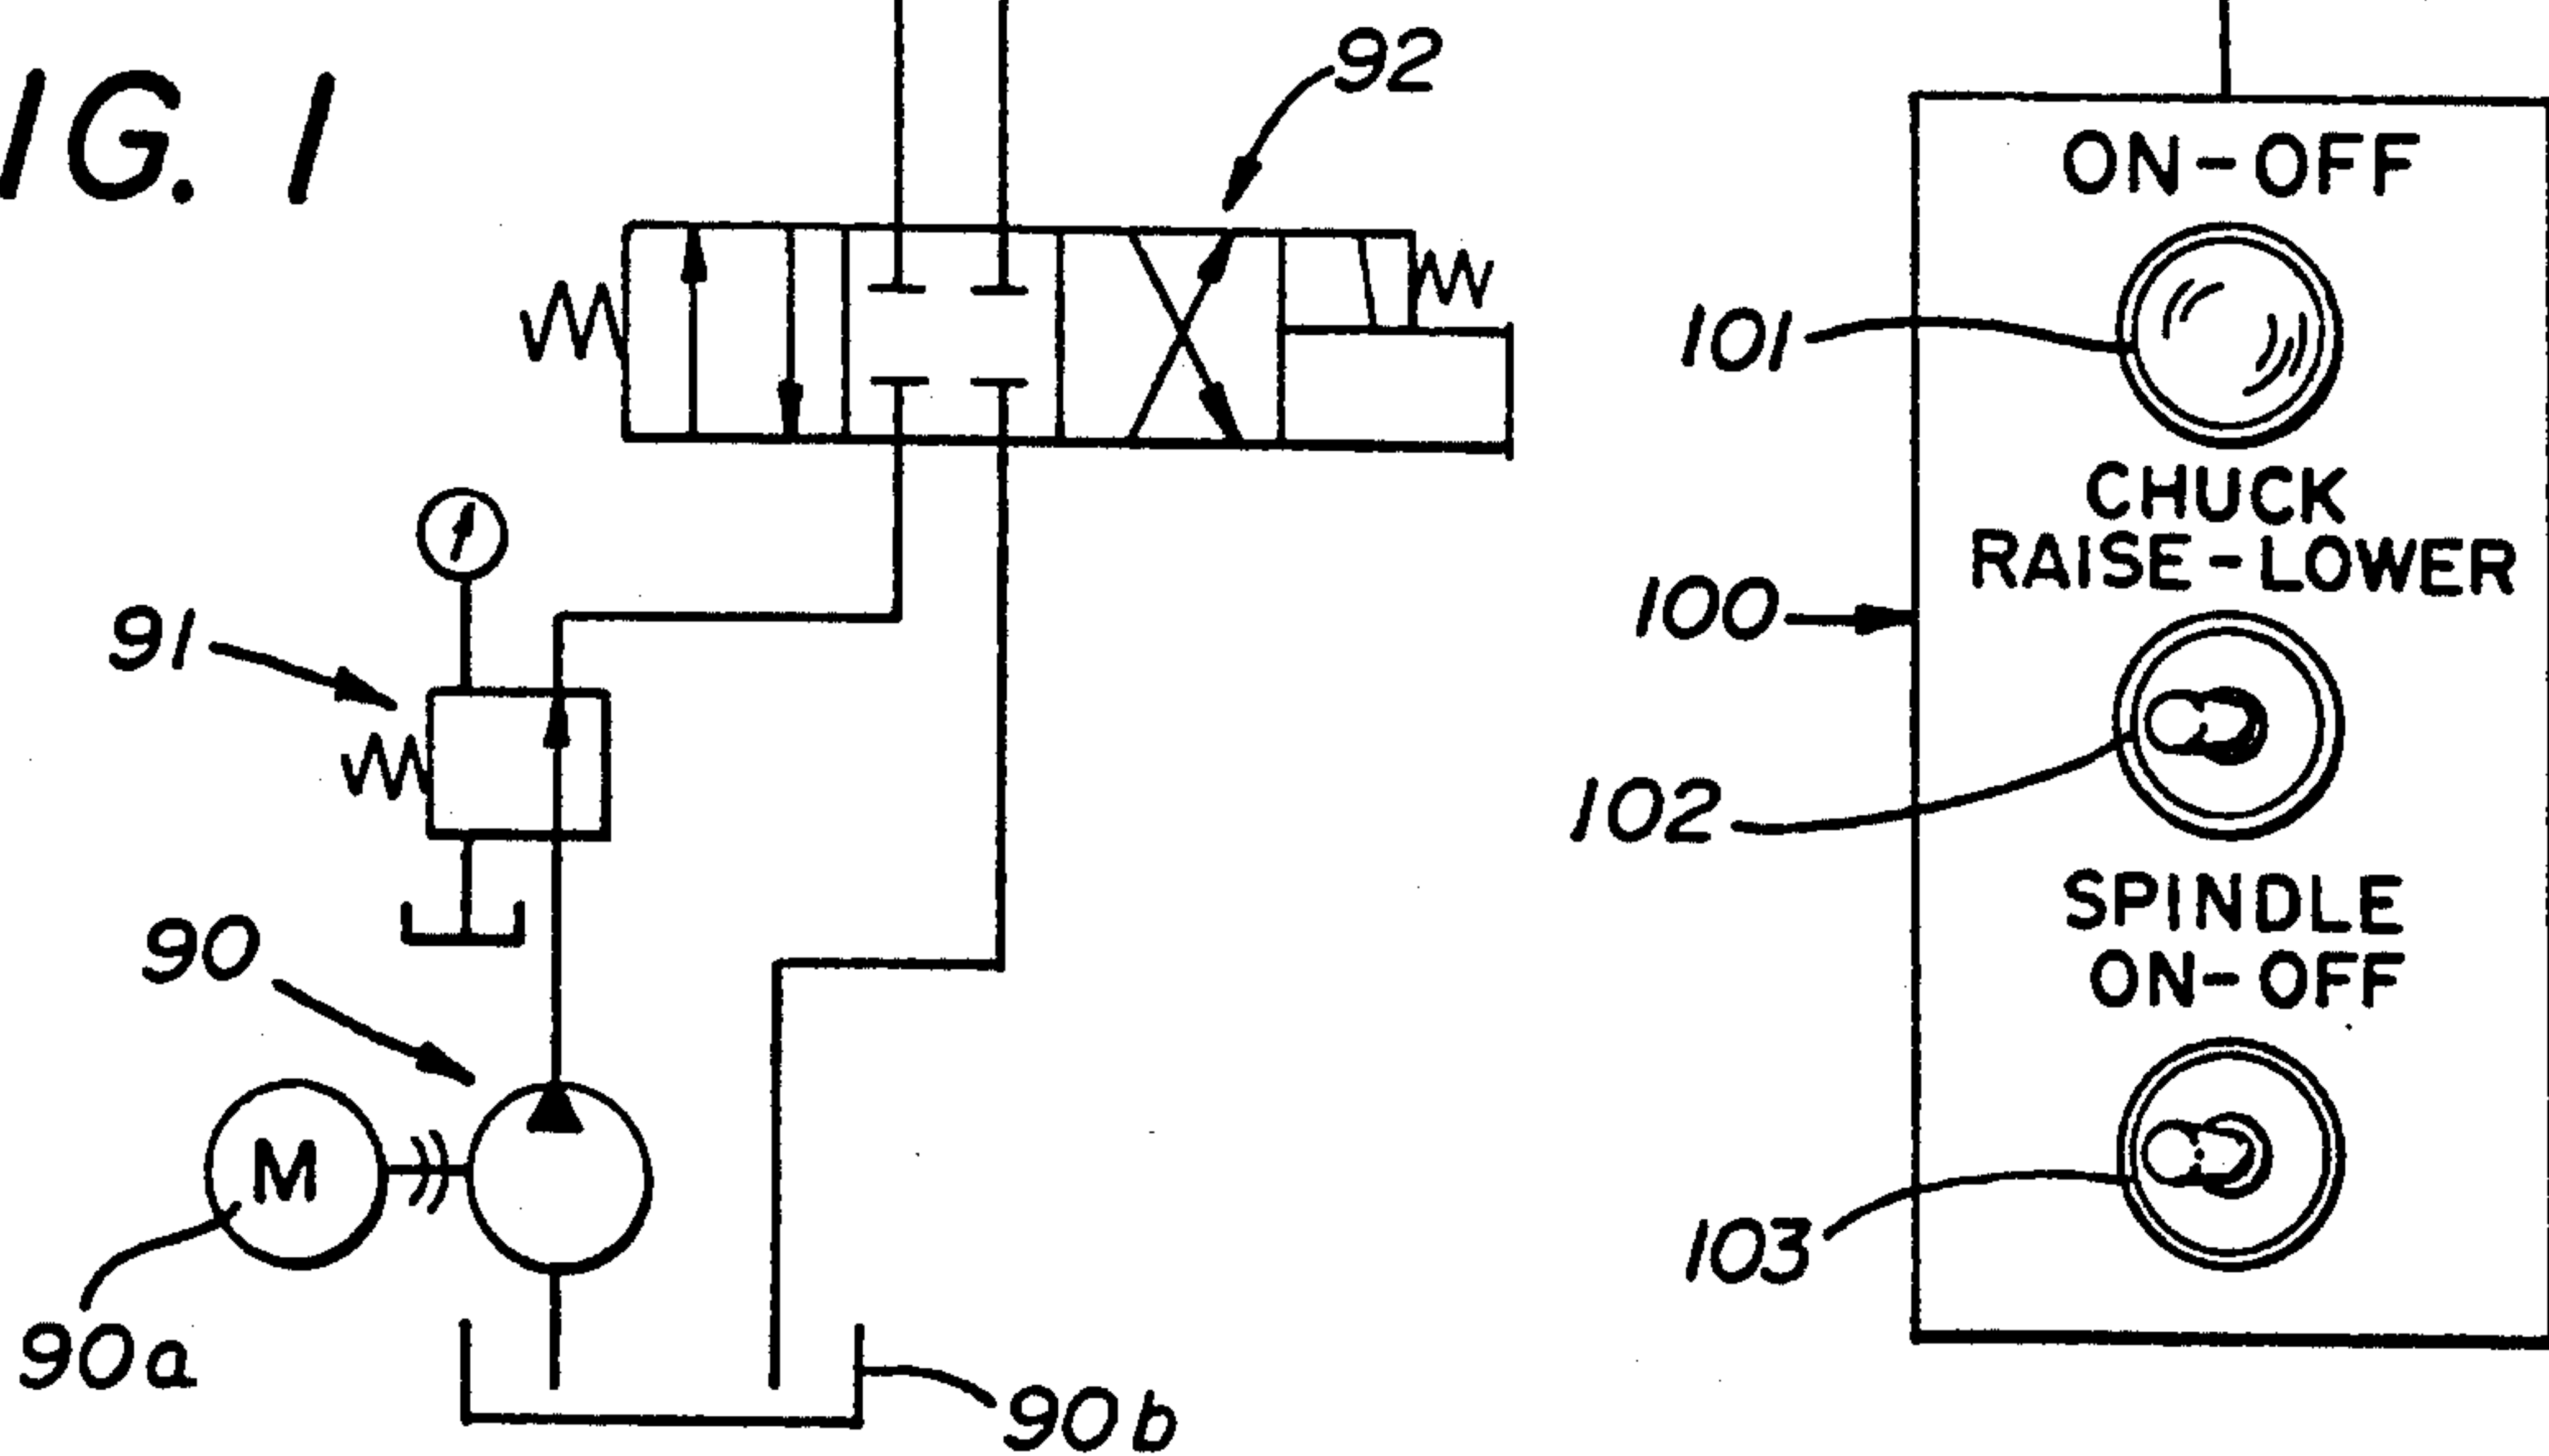 IG. 1
92
ON-OFF
101
CHUCK
RAISE-LOWER
100
91
102
SPINDLE
ON-OFF
90
M
103
90a
90b